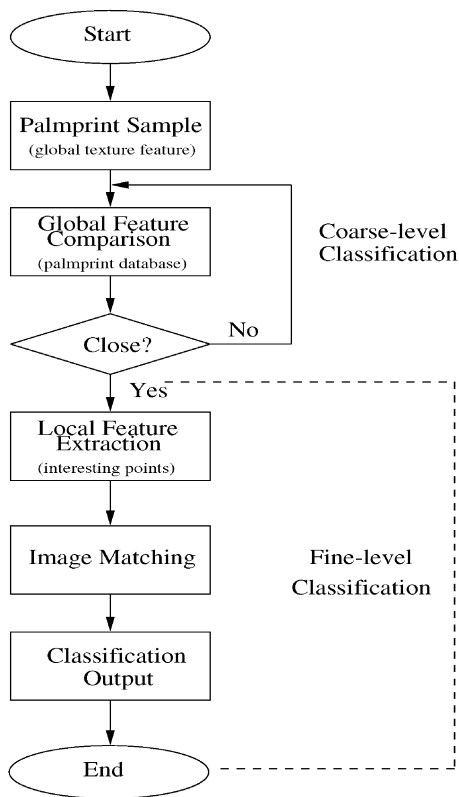 Start
Palmprint Sample
(global texture feature)
Global Feature
Comparison
(palmprint database)
Coarse-level
Classification
Close?
No
Yes
Local Feature
Extraction
(interesting points)
Image Matching
Fine-level
Classification
Classification
Output
End